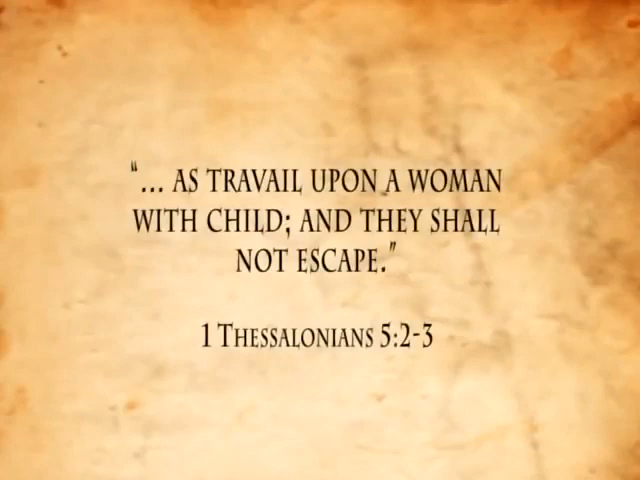 "... AS TRAVAIL UPON A WOMAN
WITH CHILD; AND THEY SHALL
NOT ESCAPE."
1 THESSALONIANS 5:2-3